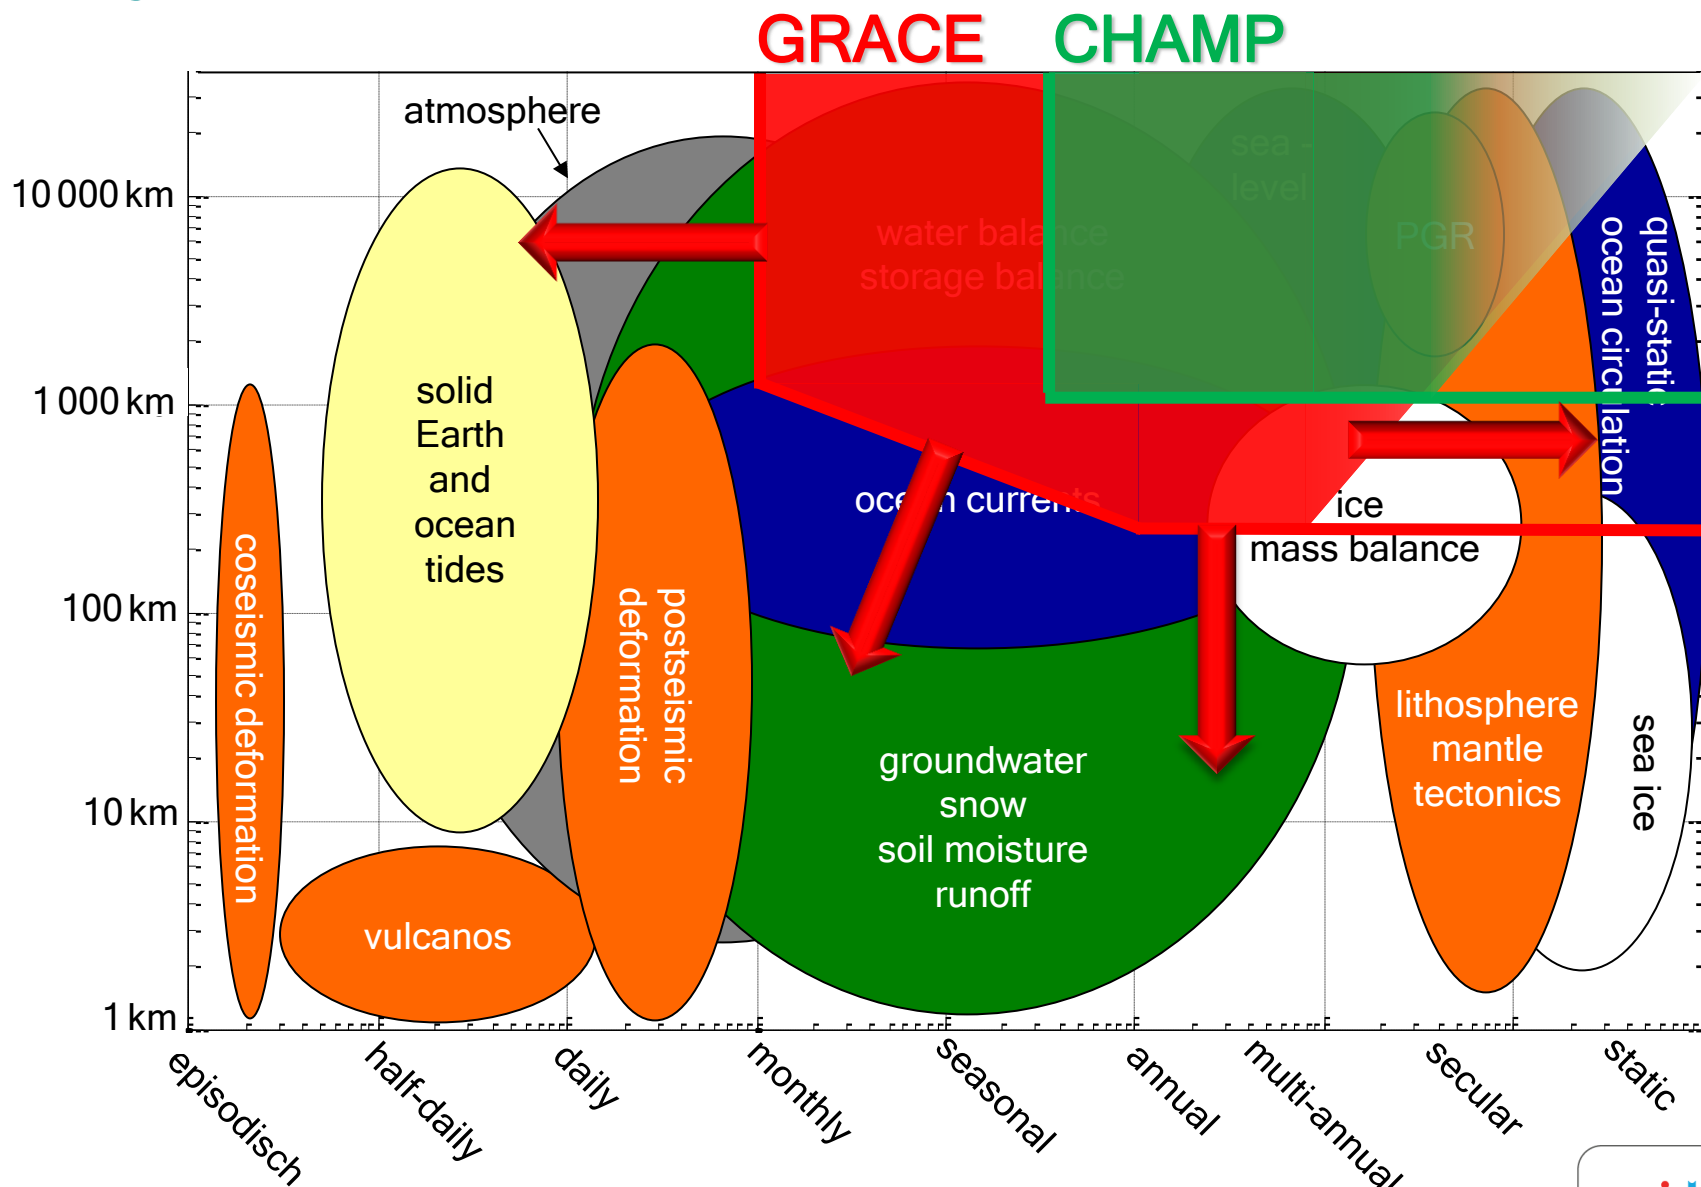 GRACE CHAMP
atmosphere
10 000 km
1 000 km
100 km
10 km
1 km
sea -
level
water balance
storage balance
PGR
quasi-static
ocean circulation
solid
Earth
and
ocean
tides
ocean currents
ice
mass balance
coseismic deformation
postseismic
deformation
groundwater
snow
soil moisture
runoff
lithosphere
mantle
tectonics
sea ice
vulcanos
episodisch
half-daily
daily
monthly
seasonal
annual
multi-annual
secular
static